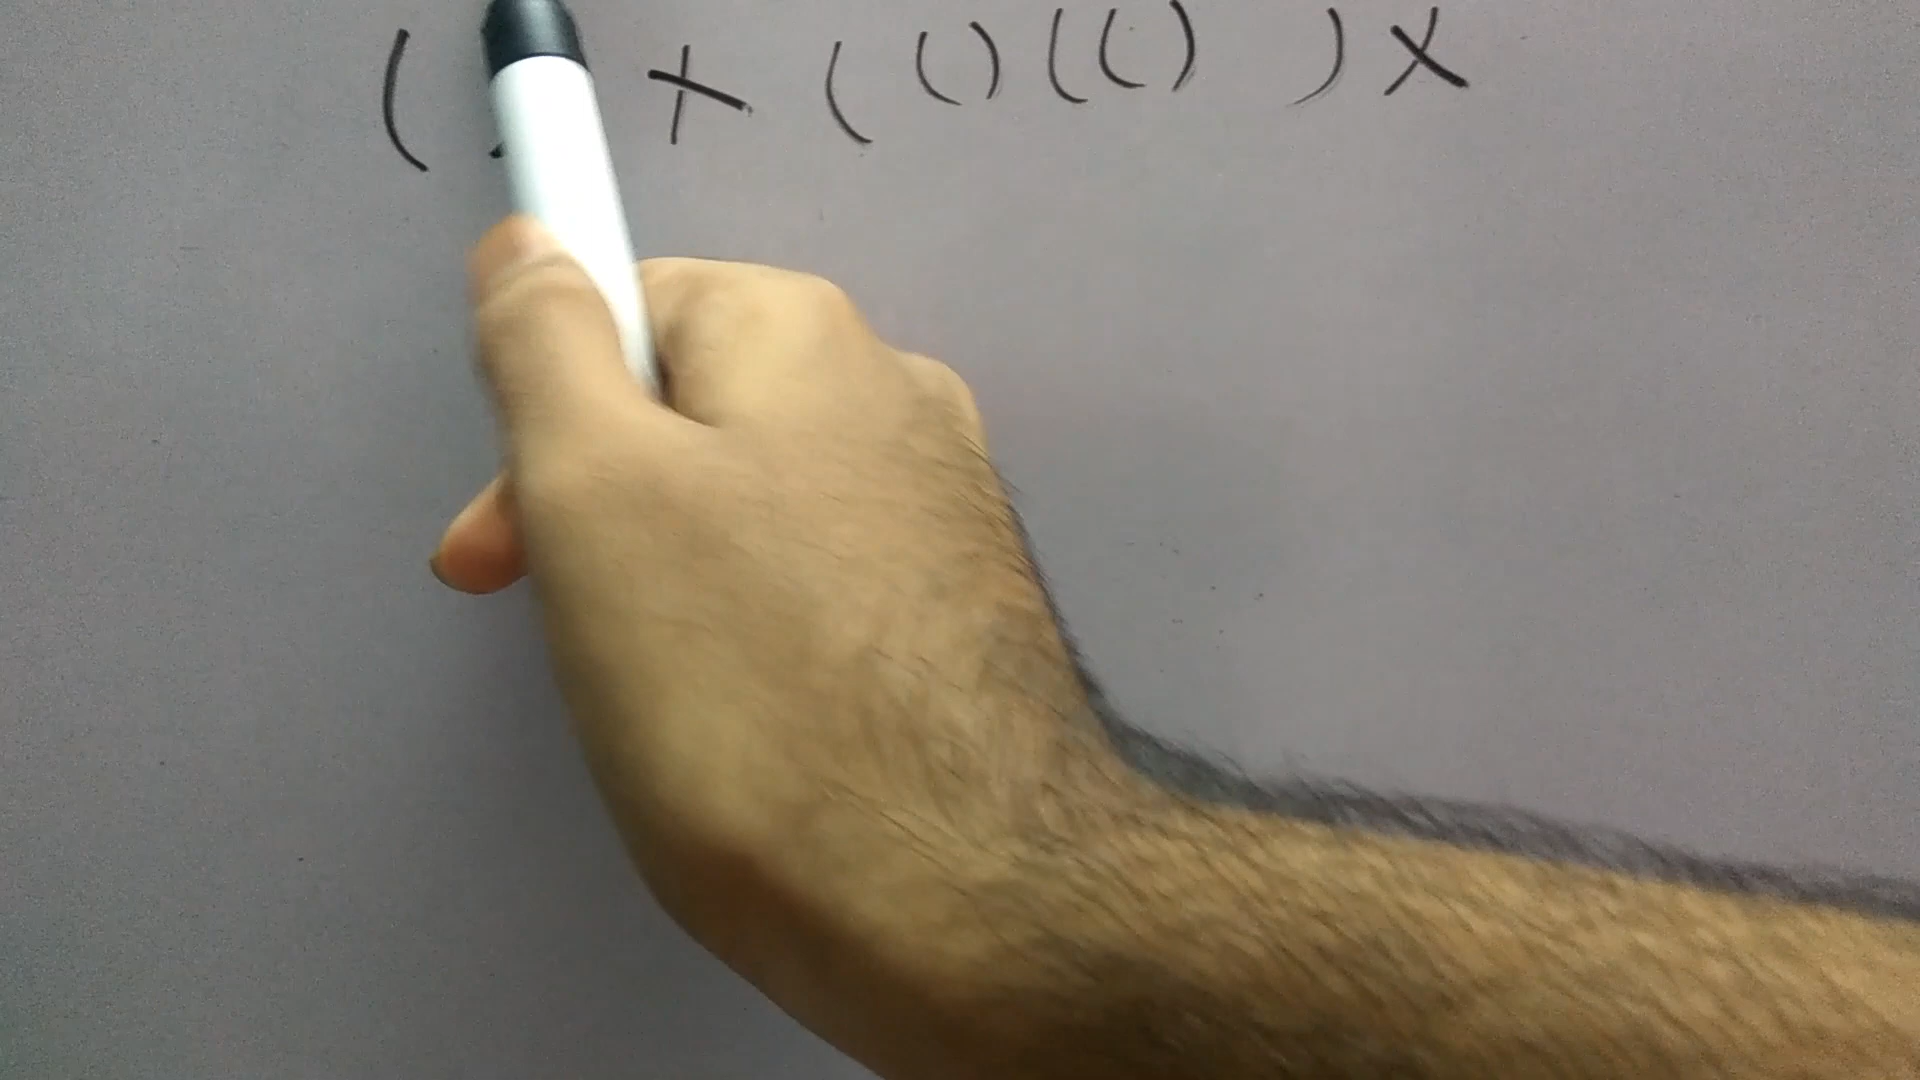 ( + ( ( ) ( ( ) ) x